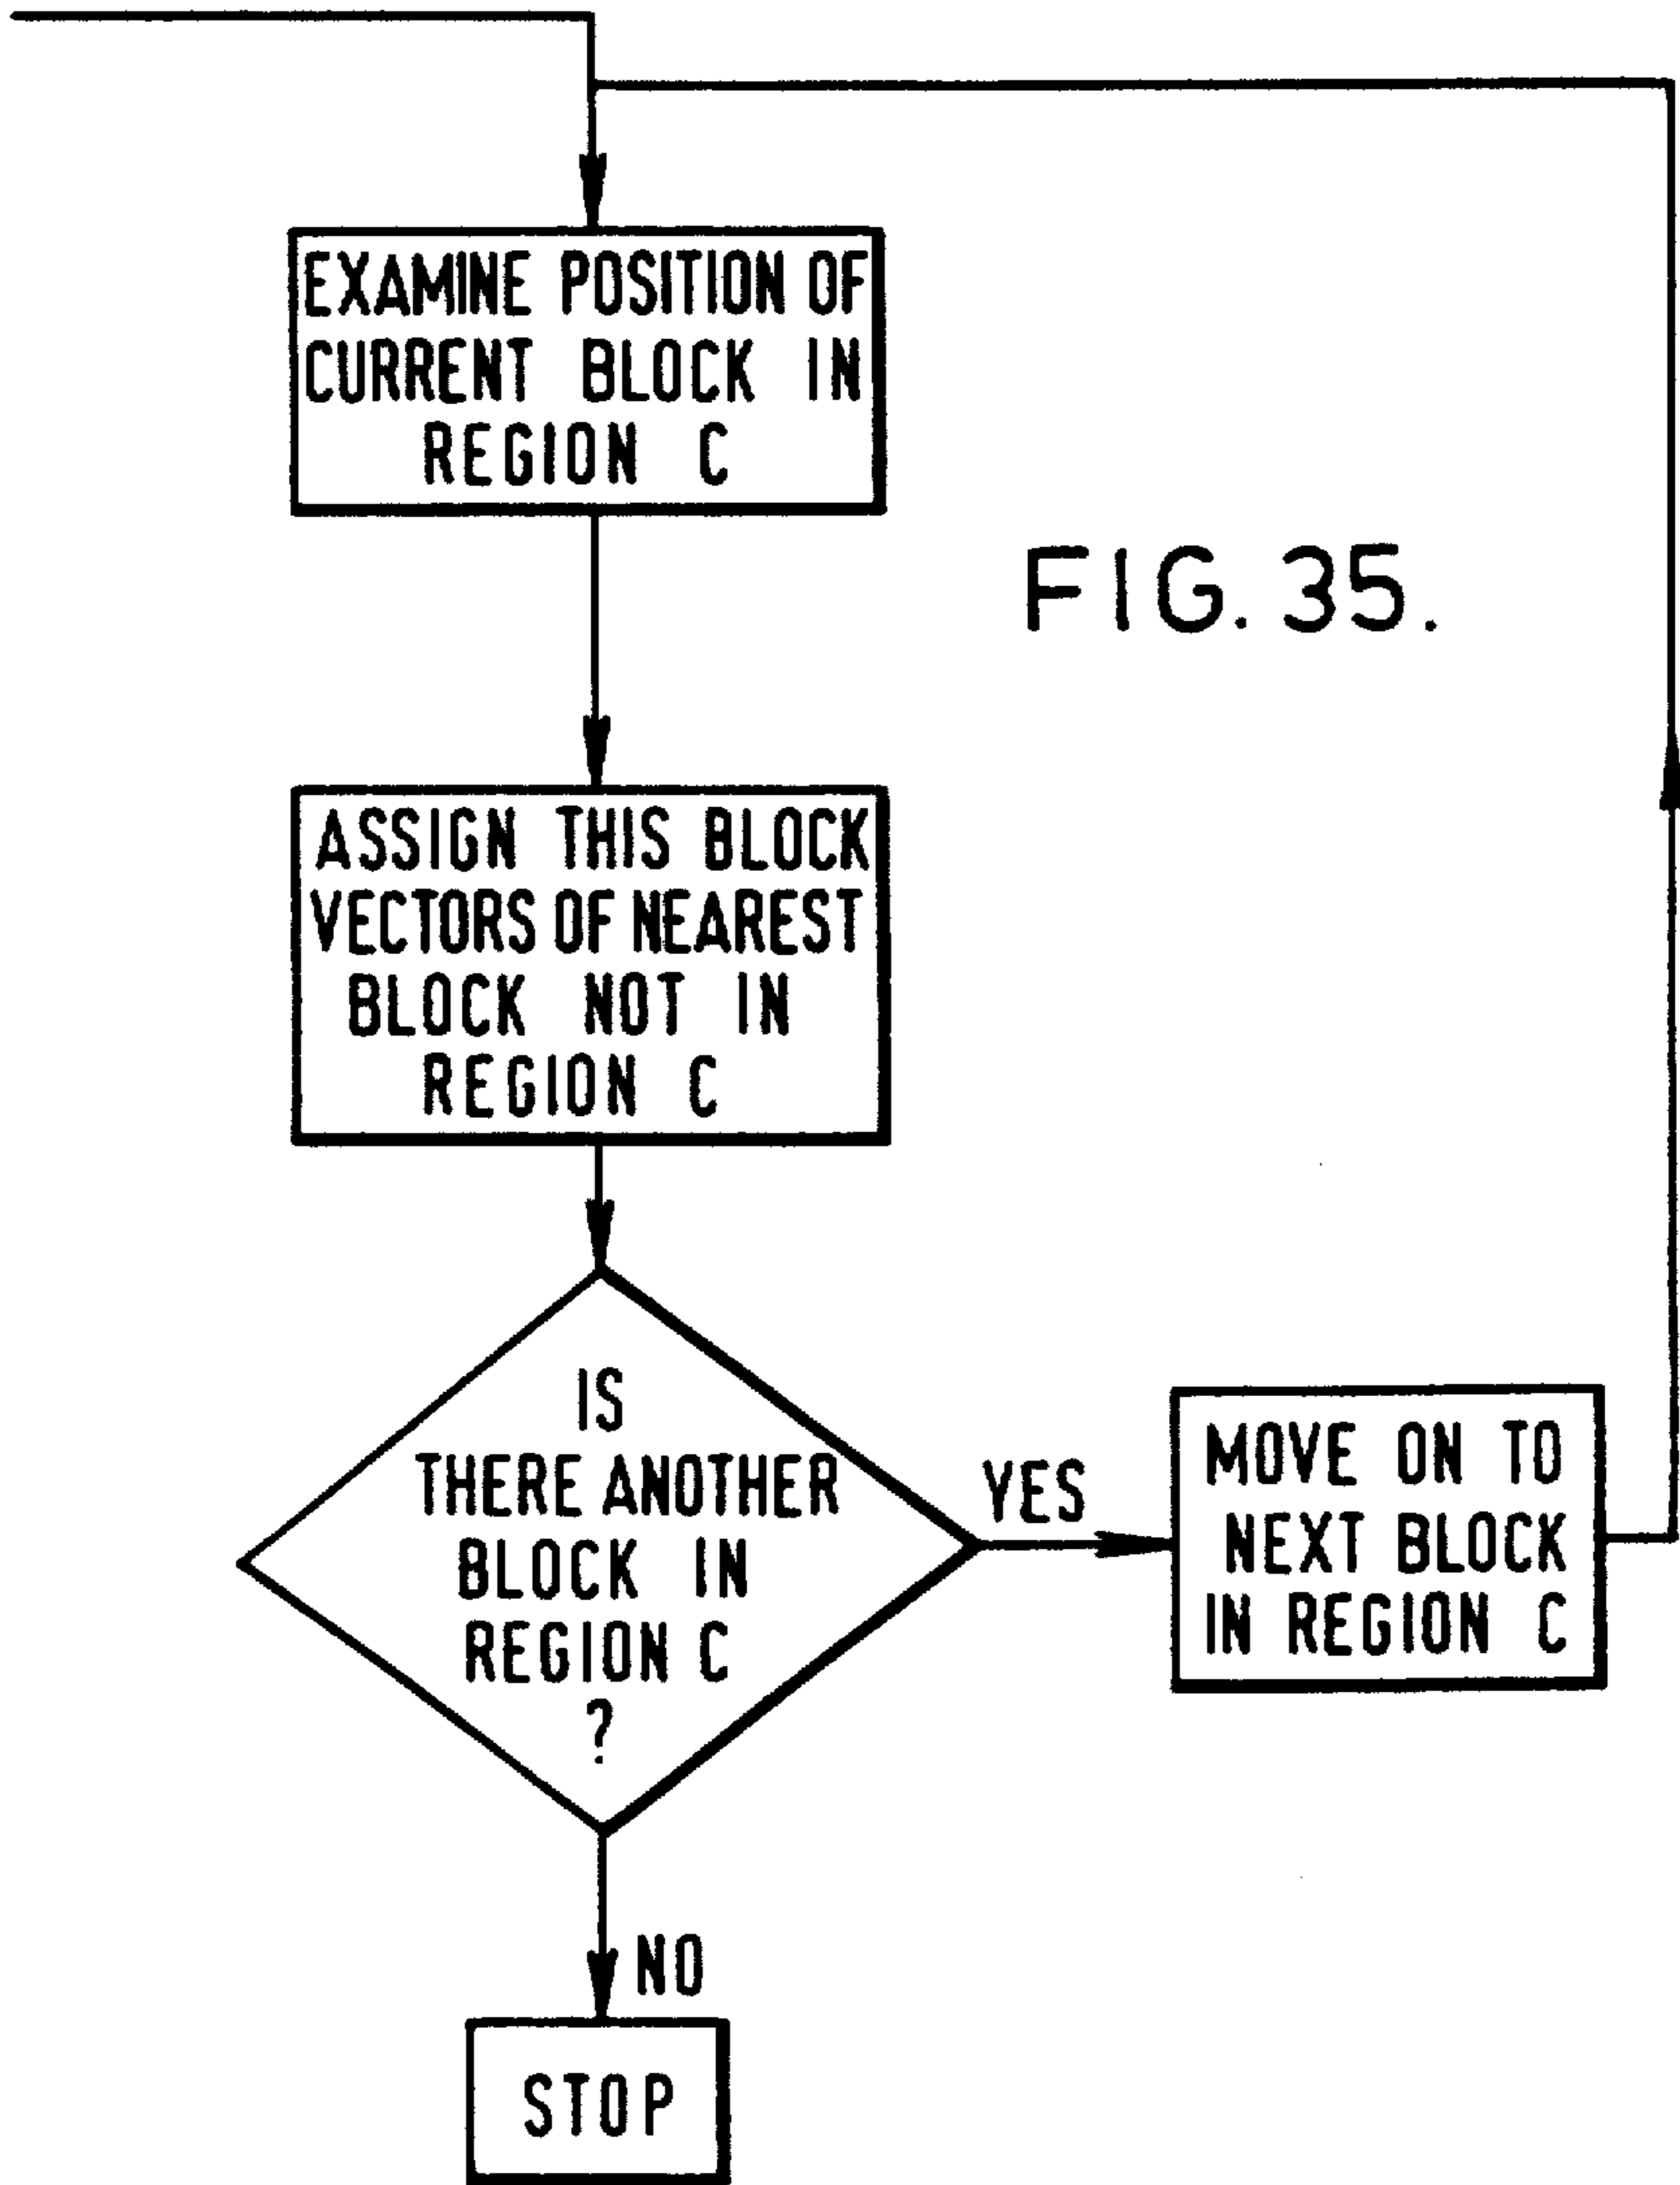 EXAMINE POSITION OF
CURRENT BLOCK IN
REGION C
FIG. 35.
ASSIGN THIS BLOCK
VECTORS OF NEAREST
BLOCK NOT IN
REGION C
IS
THERE ANOTHER
BLOCK IN
REGION C
?
YES
MOVE ON TO
NEXT BLOCK
IN REGION C
NO
STOP